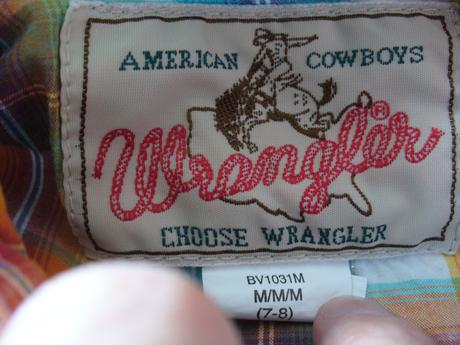 AMERICAN COWBOYS
Wrangler®
CHOOSE WRANGLER
BV1031M
M/M/M
(7-8)